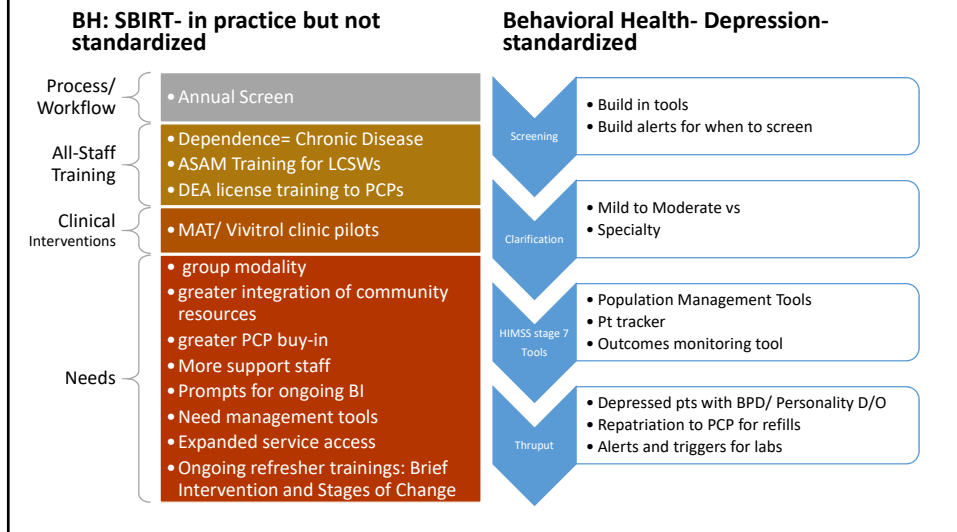 BH: SBIRT- in practice but not
standardized
Process/
Workflow
• Annual Screen
All-Staff
Training
• Dependence= Chronic Disease
• ASAM Training for LCSWs
• DEA license training to PCPs
Clinical
Interventions
• MAT/ Vivitrol clinic pilots
Needs
• group modality
• greater integration of community
resources
• greater PCP buy-in
• More support staff
• Prompts for ongoing BI
• Need management tools
• Expanded service access
• Ongoing refresher trainings: Brief
Intervention and Stages of Change
Behavioral Health- Depression-
standardized
Screening
• Build in tools
• Build alerts for when to screen
Clarification
• Mild to Moderate vs
• Specialty
HIMSS stage 7
Tools
• Population Management Tools
• Pt tracker
• Outcomes monitoring tool
Thruput
• Depressed pts with BPD/ Personality D/O
• Repatriation to PCP for refills
• Alerts and triggers for labs